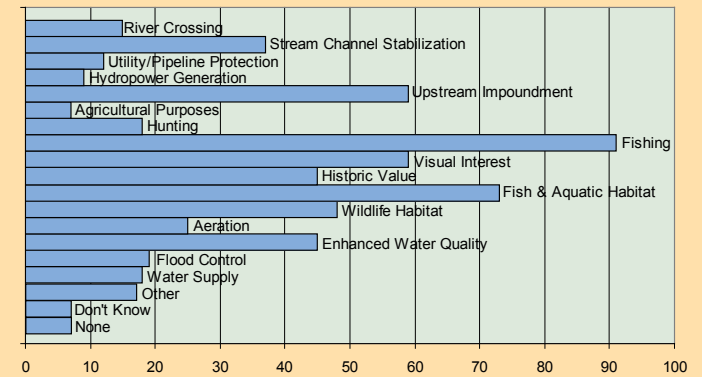 River Crossing
Stream Channel Stabilization
Utility/Pipeline Protection
Hydropower Generation
Upstream Impoundment
Agricultural Purposes
Hunting
Fishing
Visual Interest
Historic Value
Fish & Aquatic Habitat
Wildlife Habitat
Aeration
Enhanced Water Quality
Flood Control
Water Supply
Other
Don't Know
None
0 10 20 30 40 50 60 70 80 90 100